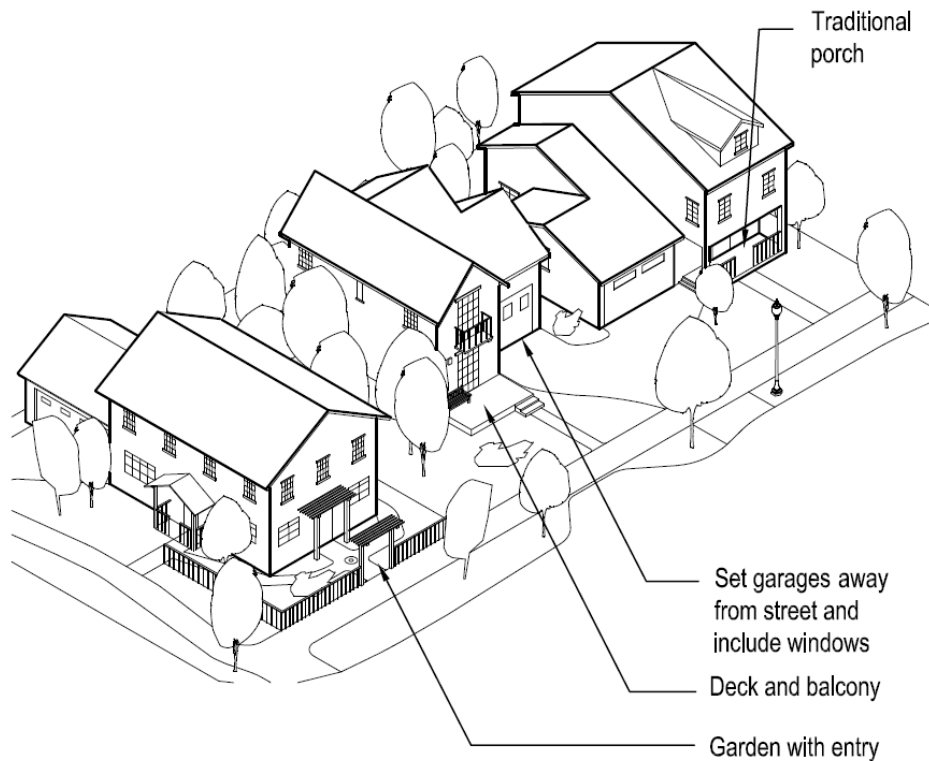 Traditional
porch
Set garages away
from street and
include windows
Deck and balcony
Garden with entry